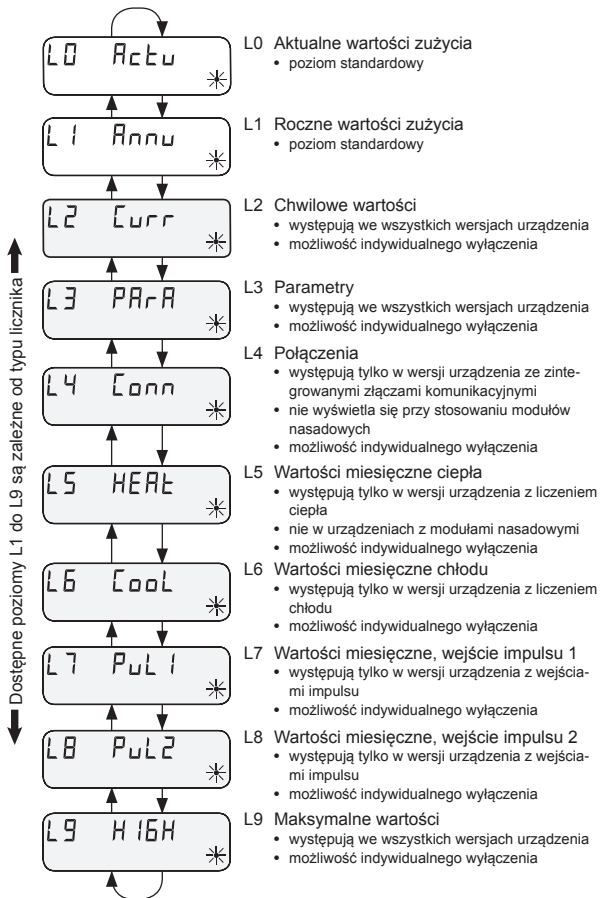 L0 Actu
L0 Aktualne wartości zużycia
• poziom standardowy
L1 Annu
L1 Roczne wartości zużycia
• poziom standardowy
L2 Curr
L2 Chwilowe wartości
• występują we wszystkich wersjach urządzenia
• możliwość indywidualnego wyłączenia
L3 PArA
L3 Parametry
• występują we wszystkich wersjach urządzenia
• możliwość indywidualnego wyłączenia
L4 Conn
L4 Połączenia
• występują tylko w wersji urządzenia ze zinte-
growanymi złączami komunikacyjnymi
• nie wyświetla się przy stosowaniu modułów
nasadowych
• możliwość indywidualnego wyłączenia
L5 HEAt
L5 Wartości miesięczne ciepła
• występują tylko w wersji urządzenia z liczeniem
ciepła
• nie w urządzeniach z modułami nasadowymi
• możliwość indywidualnego wyłączenia
L6 CooL
L6 Wartości miesięczne chłodu
• występują tylko w wersji urządzenia z liczeniem
chłodu
• możliwość indywidualnego wyłączenia
L7 PuL1
L7 Wartości miesięczne, wejście impulsu 1
• występują tylko w wersji urządzenia z wejścia-
mi impulsu
• możliwość indywidualnego wyłączenia
L8 PuL2
L8 Wartości miesięczne, wejście impulsu 2
• występują tylko w wersji urządzenia z wejścia-
mi impulsu
• możliwość indywidualnego wyłączenia
L9 HIGH
L9 Maksymalne wartości
• występują we wszystkich wersjach urządzenia
• możliwość indywidualnego wyłączenia
Dostępne poziomy L1 do L9 są zależne od typu licznika